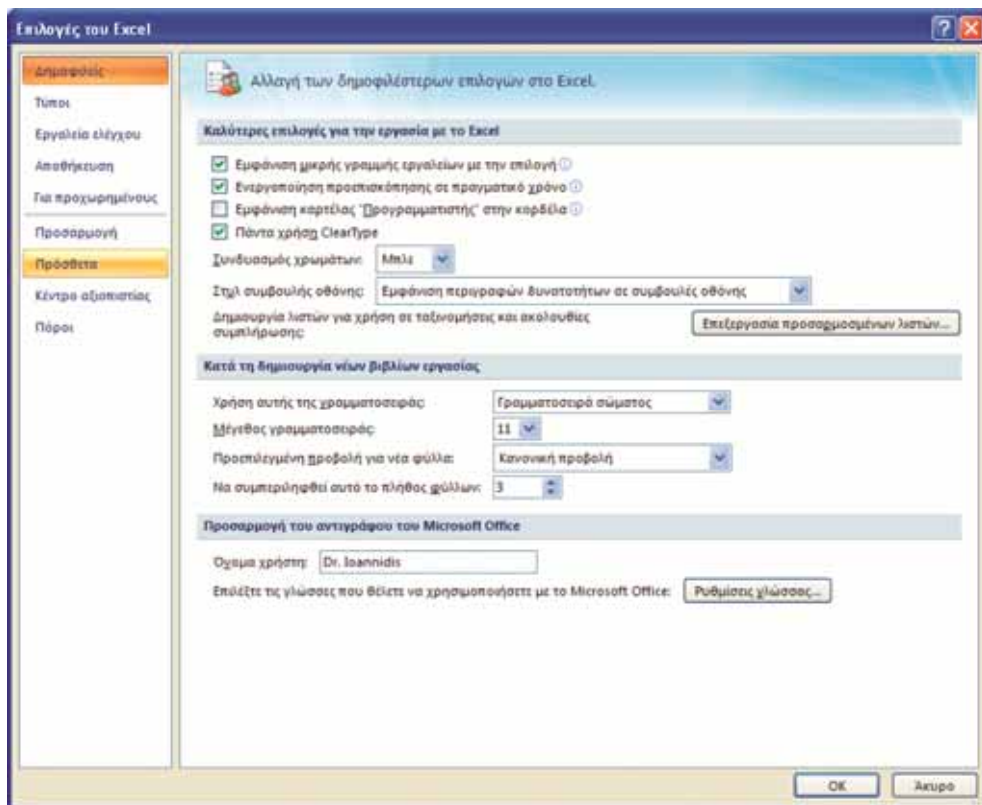 Επιλογές του Excel
Δημοφιλείς
Τύποι
Εργαλεία ελέγχου
Αποθήκευση
Για προχωρημένους
Προσαρμογή
Πρόσθετα
Κέντρο αξιοπιστίας
Πόροι
Αλλαγή των δημοφιλέστερων επιλογών στο Excel.
Καλύτερες επιλογές για την εργασία με το Excel
Εμφάνιση μικρής γραμμής εργαλείων με την επιλογή
Ενεργοποίηση προεπισκόπησης σε πραγματικό χρόνο
Εμφάνιση καρτέλας "Προγραμματιστής" στην κορδέλα
Πάντα χρήση ClearType
Συνδυασμός χρωμάτων: Μπλε
Στυλ συμβουλής οθόνης: Εμφάνιση περιγραφών δυνατοτήτων σε συμβουλές οθόνης
Δημιουργία λιστών για χρήση σε ταξινομήσεις και ακολουθίες
συμπλήρωσης: Επεξεργασία προσαρμοσμένων λιστών...
Κατά τη δημιουργία νέων βιβλίων εργασίας
Χρήση αυτής της γραμματοσειράς: Γραμματοσειρά σώματος
Μέγεθος γραμματοσειράς: 11
Προεπιλεγμένη προβολή για νέα φύλλα: Κανονική προβολή
Να συμπεριληφθεί αυτό το πλήθος φύλλων: 3
Προσαρμογή του αντιγράφου του Microsoft Office
Όνομα χρήστη: Dr. Ioannidis
Επιλέξτε τις γλώσσες που θέλετε να χρησιμοποιήσετε με το Microsoft Office: Ρυθμίσεις γλώσσας...
OK Άκυρο